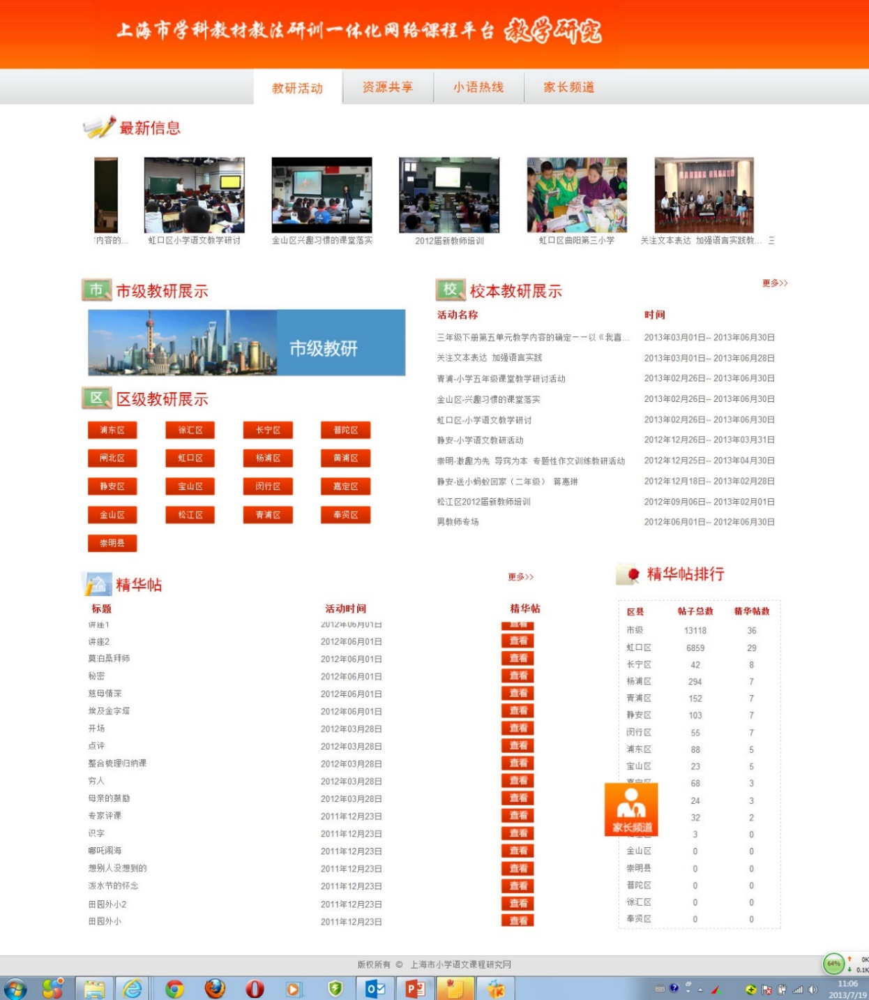 上海市学科教材教法研训一体化网络课程平台 教学研究
教研活动 资源共享 小语热线 家长频道
最新信息
内容的... 虹口区小学语文教学研讨 金山区兴趣习惯的课堂落实 2012届新教师培训 虹口区曲阳第三小学 关注文本表达 加强语言实践教... 三
市 市级教研展示
市级教研
区 区级教研展示
浦东区 徐汇区 长宁区 普陀区
闸北区 虹口区 杨浦区 黄浦区
静安区 宝山区 闵行区 嘉定区
金山区 松江区 青浦区 奉贤区
崇明县
校 校本教研展示 更多>>
活动名称 时间
三年级下册第五单元教学内容的确定－－以《我喜... 2013年03月01日-- 2013年06月30日
关注文本表达 加强语言实践 2013年03月01日-- 2013年06月28日
青浦-小学五年级课堂教学研讨活动 2013年02月26日-- 2013年06月30日
金山区-兴趣习惯的课堂落实 2013年02月26日-- 2013年06月30日
虹口区-小学语文教学研讨 2013年02月26日-- 2013年06月30日
静安-小学语文教研活动 2012年12月26日-- 2013年03月31日
崇明-激趣为先 导窍为本 专题性作文训练教研活动 2012年12月25日-- 2013年04月30日
静安-送小蚂蚁回家（二年级） 蒋惠琳 2012年12月18日-- 2013年02月28日
松江区2012届新教师培训 2012年09月06日-- 2013年02月01日
男教师专场 2012年06月01日-- 2012年06月30日
精华帖 更多>>
标题 活动时间 精华帖
讲座1 2012年06月01日 查看
讲座2 2012年06月01日 查看
莫泊桑拜师 2012年06月01日 查看
秘密 2012年06月01日 查看
慈母情深 2012年06月01日 查看
埃及金字塔 2012年06月01日 查看
开场 2012年03月28日 查看
点评 2012年03月28日 查看
整合梳理归纳课 2012年03月28日 查看
穷人 2012年03月28日 查看
母亲的鼓励 2012年03月28日 查看
专家评课 2011年12月23日 查看
识字 2011年12月23日 查看
哪吒闹海 2011年12月23日 查看
想别人没想到的 2011年12月23日 查看
泼水节的怀念 2011年12月23日 查看
田园外小2 2011年12月23日 查看
田园外小 2011年12月23日 查看
精华帖排行
区县 帖子总数 精华帖数
市级 13118 36
虹口区 6859 29
长宁区 42 8
杨浦区 294 7
青浦区 152 7
静安区 103 7
闵行区 55 7
浦东区 88 5
宝山区 23 5
68 3
24 3
32 2
3 0
金山区 0 0
崇明县 0 0
普陀区 0 0
徐汇区 0 0
奉贤区 0 0
家长频道
版权所有 © 上海市小学语文课程研究网
64% 0K
0.1K
11:06
2013/7/19